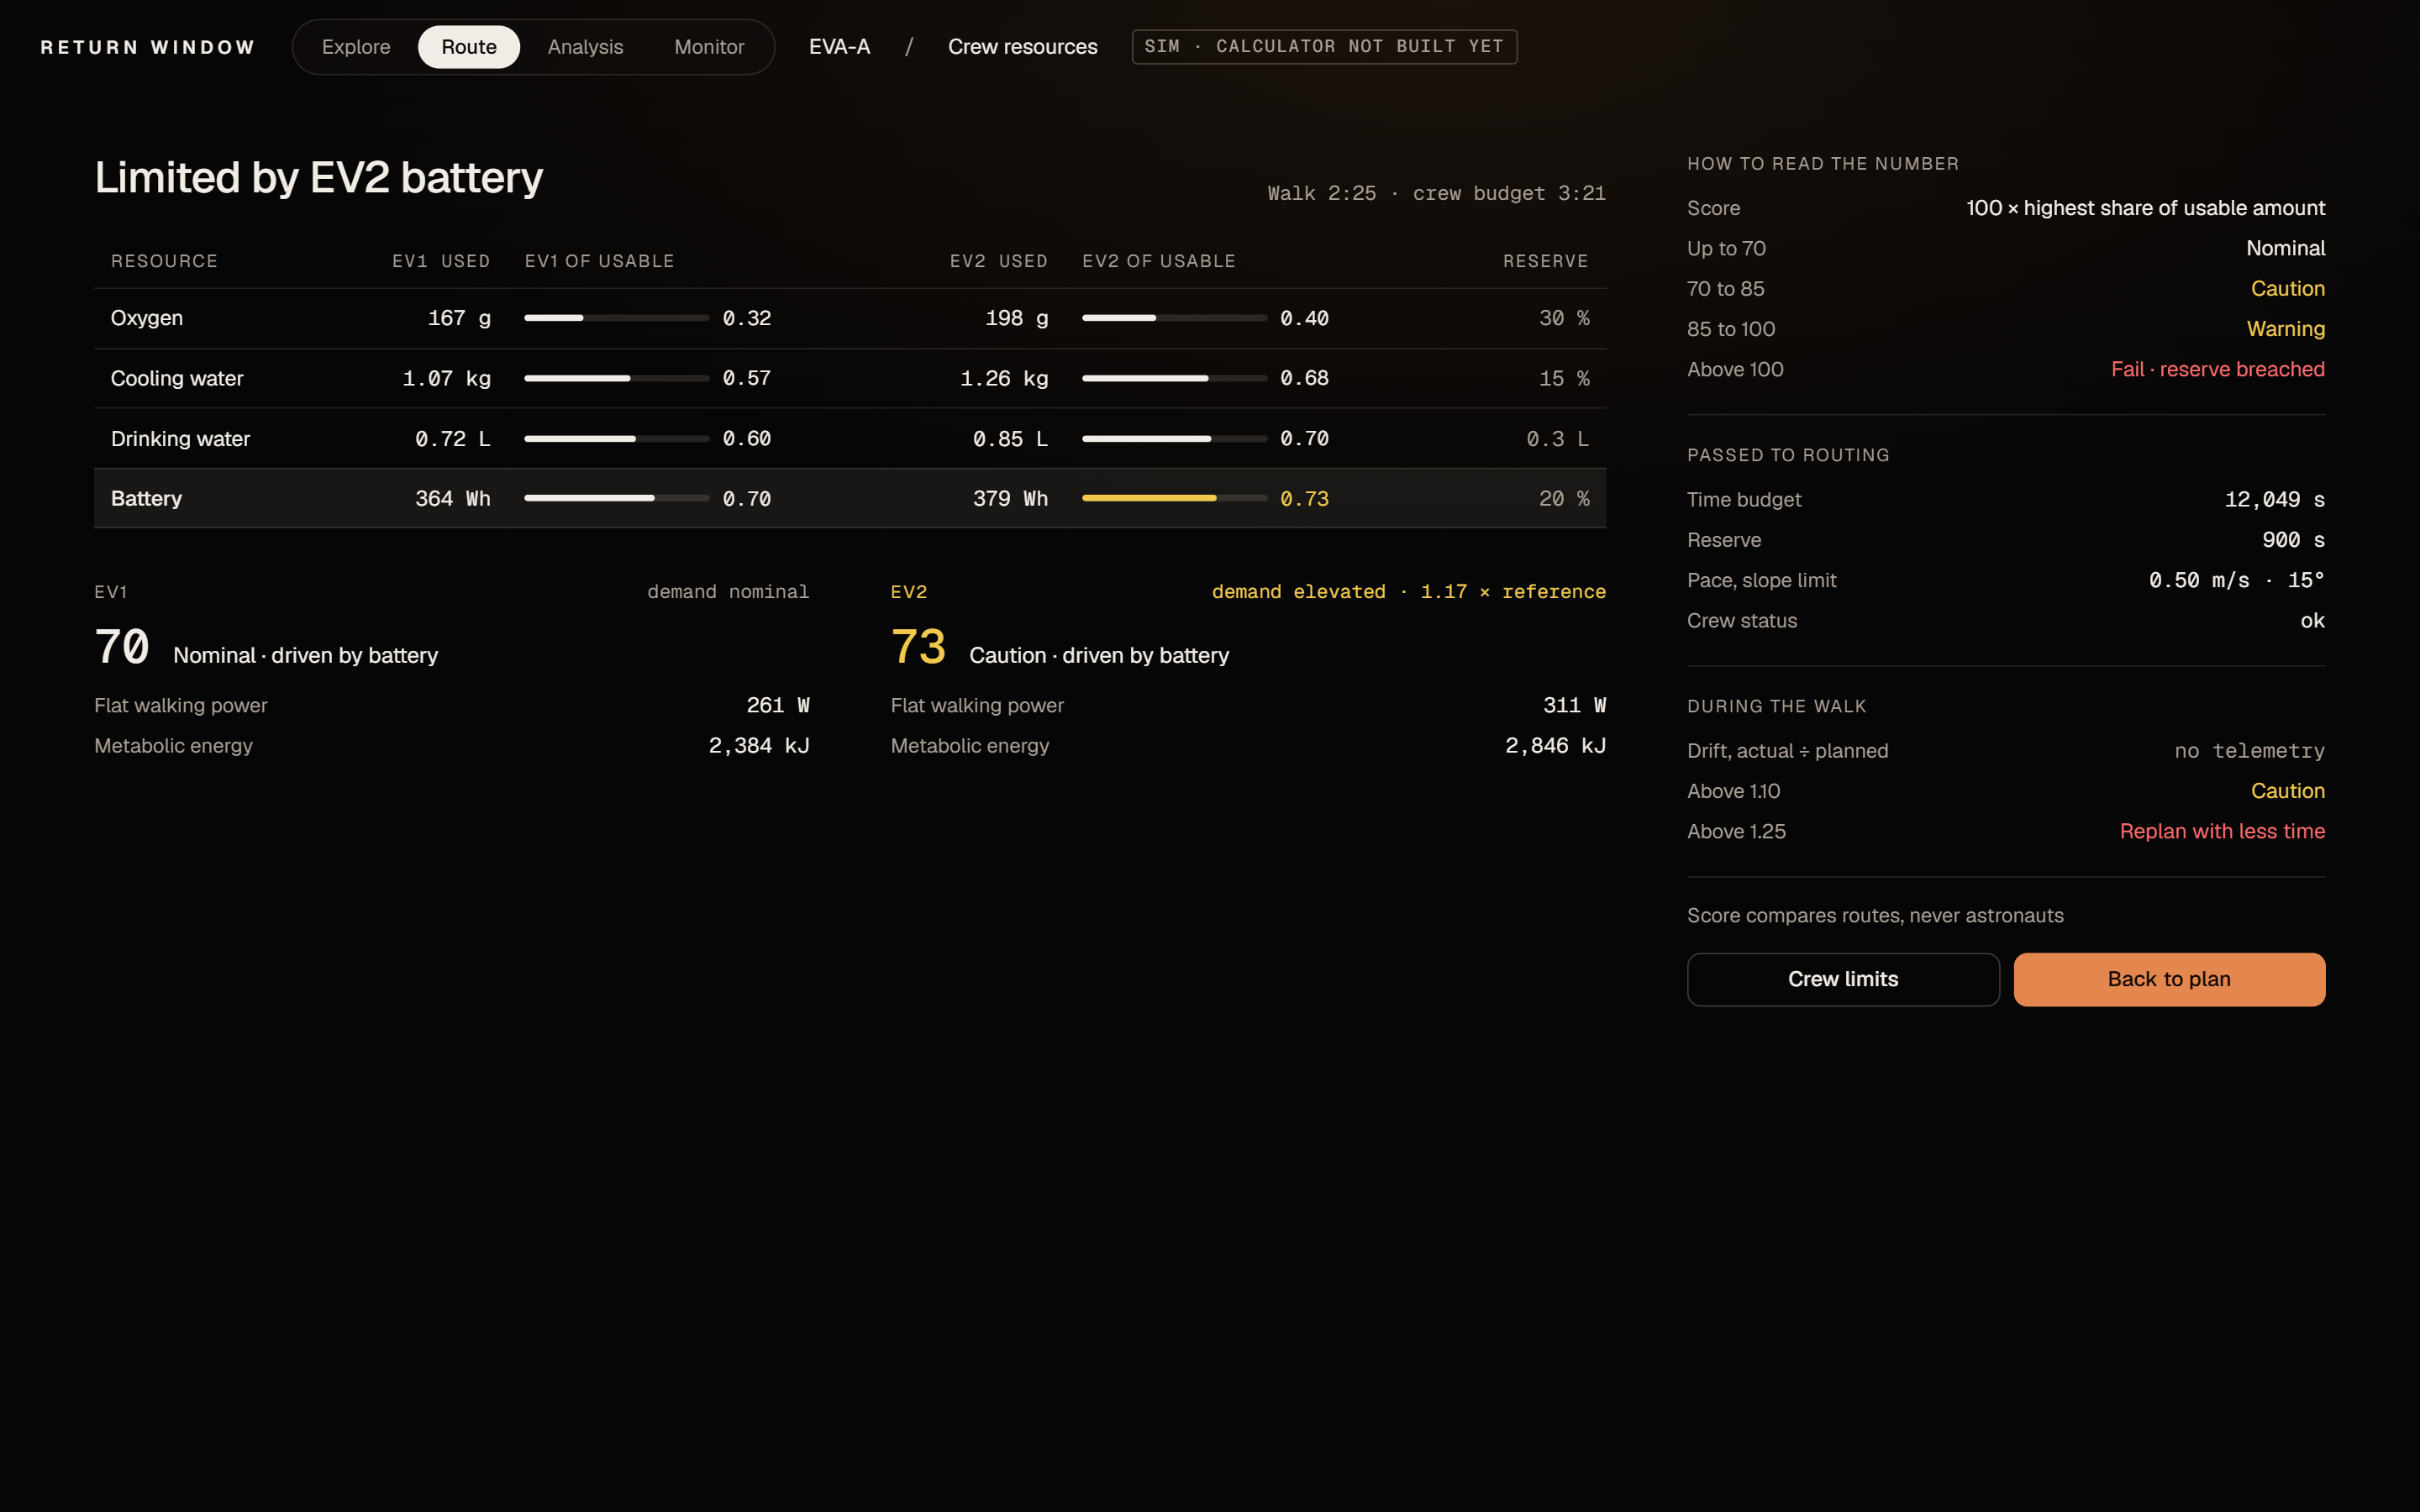 RETURN WINDOW Explore Route Analysis Monitor EVA-A / Crew resources SIM · CALCULATOR NOT BUILT YET
Limited by EV2 battery
Walk 2:25 · crew budget 3:21
RESOURCE EV1 USED EV1 OF USABLE EV2 USED EV2 OF USABLE RESERVE
Oxygen 167 g 0.32 198 g 0.40 30 %
Cooling water 1.07 kg 0.57 1.26 kg 0.68 15 %
Drinking water 0.72 L 0.60 0.85 L 0.70 0.3 L
Battery 364 Wh 0.70 379 Wh 0.73 20 %
EV1 demand nominal
70 Nominal · driven by battery
Flat walking power 261 W
Metabolic energy 2,384 kJ
EV2 demand elevated · 1.17 × reference
73 Caution · driven by battery
Flat walking power 311 W
Metabolic energy 2,846 kJ
HOW TO READ THE NUMBER
Score 100 × highest share of usable amount
Up to 70 Nominal
70 to 85 Caution
85 to 100 Warning
Above 100 Fail · reserve breached
PASSED TO ROUTING
Time budget 12,049 s
Reserve 900 s
Pace, slope limit 0.50 m/s · 15°
Crew status ok
DURING THE WALK
Drift, actual ÷ planned no telemetry
Above 1.10 Caution
Above 1.25 Replan with less time
Score compares routes, never astronauts
Crew limits Back to plan